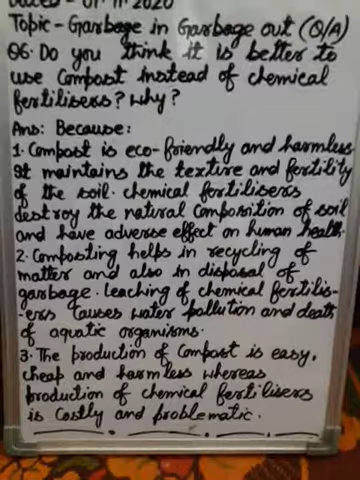 Dated - 01-11-2020
Topic - Garbage in Garbage out (Q/A)
Q6. Do you think it is better to
use compost instead of chemical
fertilisers? Why?
Ans: Because:
1. Compost is eco-friendly and harmless.
It maintains the texture and fertility
of the soil. chemical fertilisers
destroy the natural composition of soil
and have adverse effect on human health.
2. Composting helps in recycling of
matter and also in disposal of
garbage. leaching of chemical fertilis-
-ers causes water pollution and death
of aquatic organisms.
3. The production of compost is easy,
cheap and harmless whereas
production of chemical fertilisers
is costly and problematic.